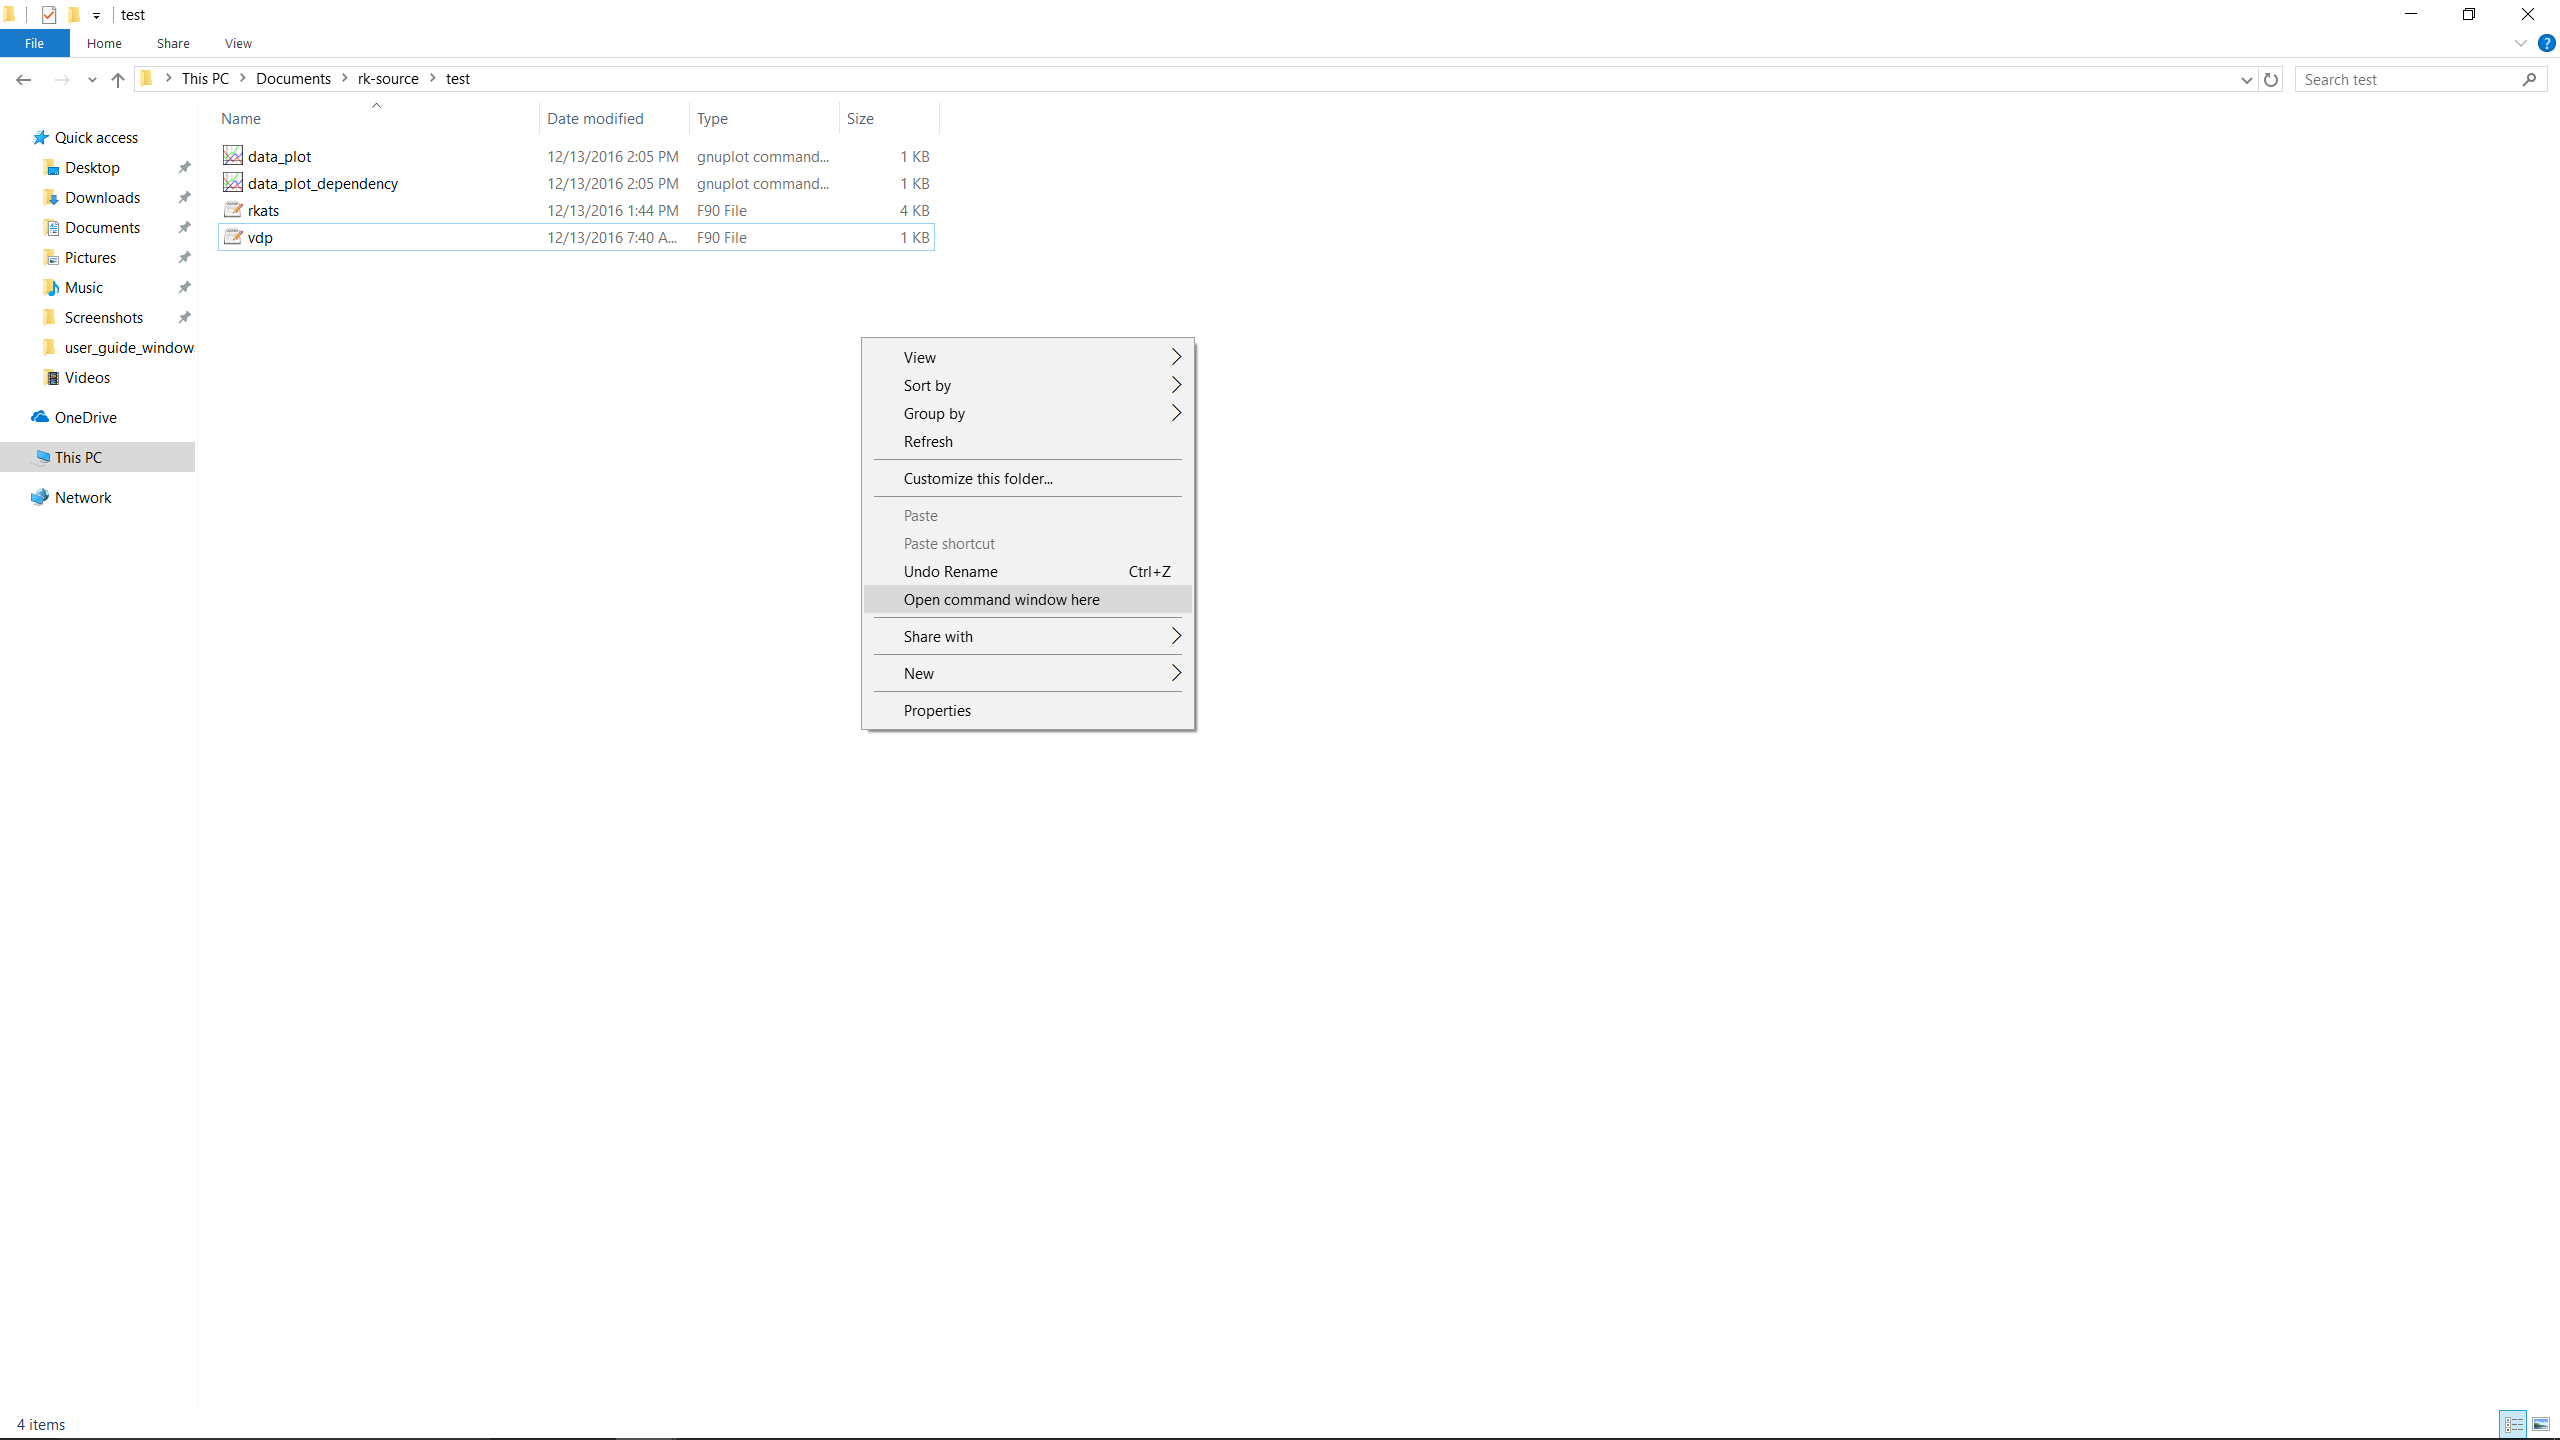 test
File Home Share View
This PC Documents rk-source test
Search test
Name Date modified Type Size
Quick access
Desktop
Downloads
Documents
Pictures
Music
Screenshots
user_guide_window
Videos
OneDrive
This PC
Network
data_plot 12/13/2016 2:05 PM gnuplot command... 1 KB
data_plot_dependency 12/13/2016 2:05 PM gnuplot command... 1 KB
rkats 12/13/2016 1:44 PM F90 File 4 KB
vdp 12/13/2016 7:40 A... F90 File 1 KB
View
Sort by
Group by
Refresh
Customize this folder...
Paste
Paste shortcut
Undo Rename Ctrl+Z
Open command window here
Share with
New
Properties
4 items